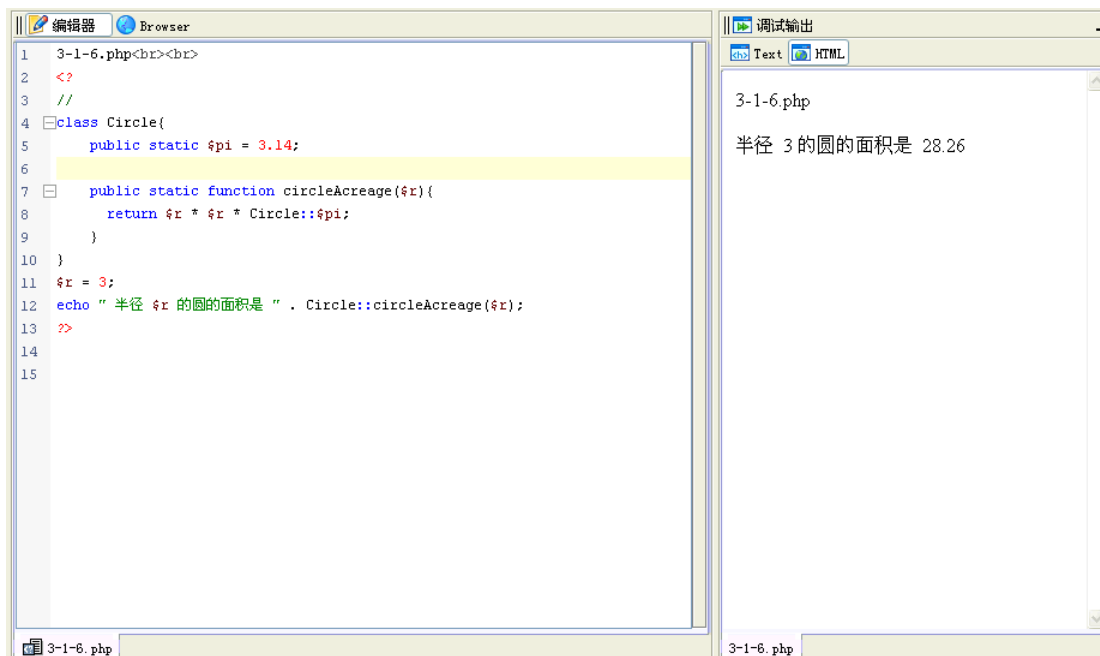 编辑器 Browser
1 3-1-6.php<br><br>
2 <?
3 //
4 class Circle{
5 public static $pi = 3.14;
6
7 public static function circleAcreage($r){
8 return $r * $r * Circle::$pi;
9 }
10 }
11 $r = 3;
12 echo " 半径 $r 的圆的面积是 " . Circle::circleAcreage($r);
13 ?>
14
15
3-1-6.php
调试输出
Text HTML
3-1-6.php
半径 3 的圆的面积是 28.26
3-1-6.php